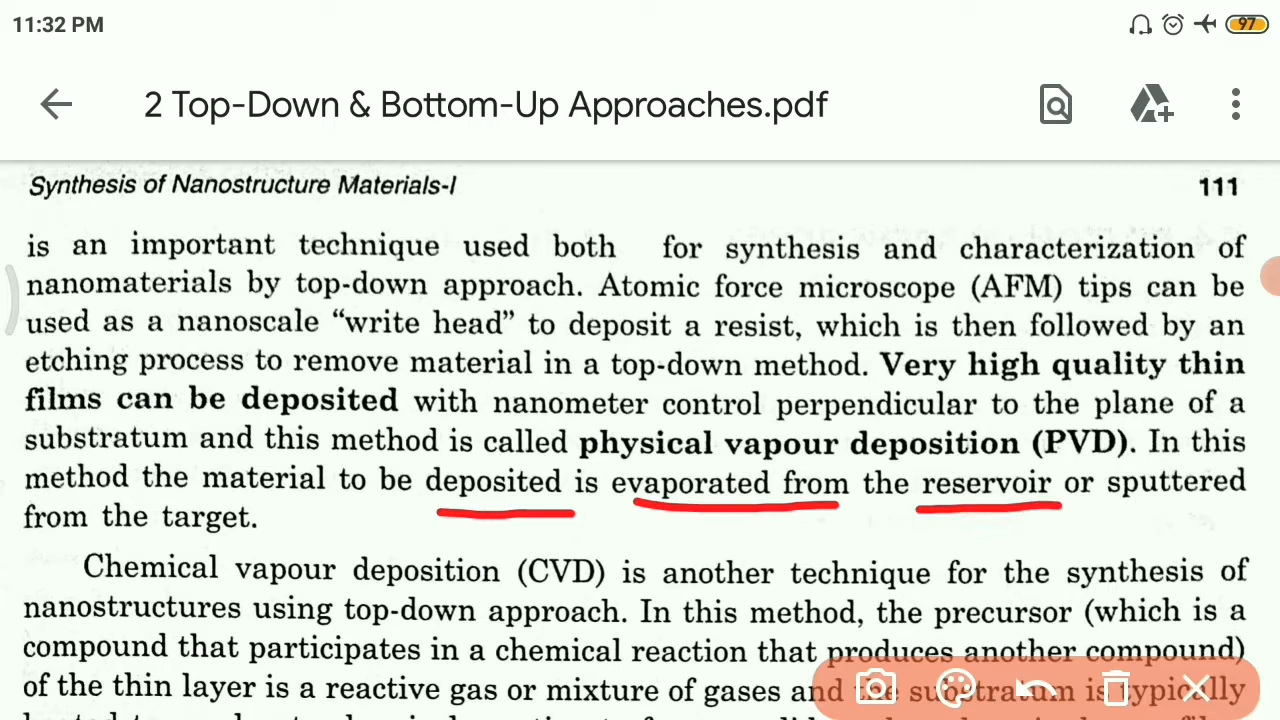 11:32 PM
97
2 Top-Down & Bottom-Up Approaches.pdf
Synthesis of Nanostructure Materials-I 111
is an important technique used both for synthesis and characterization of
nanomaterials by top-down approach. Atomic force microscope (AFM) tips can be
used as a nanoscale “write head” to deposit a resist, which is then followed by an
etching process to remove material in a top-down method. Very high quality thin
films can be deposited with nanometer control perpendicular to the plane of a
substratum and this method is called physical vapour deposition (PVD). In this
method the material to be deposited is evaporated from the reservoir or sputtered
from the target.
Chemical vapour deposition (CVD) is another technique for the synthesis of
nanostructures using top-down approach. In this method, the precursor (which is a
compound that participates in a chemical reaction that produces another compound)
of the thin layer is a reactive gas or mixture of gases and the substratum is typically